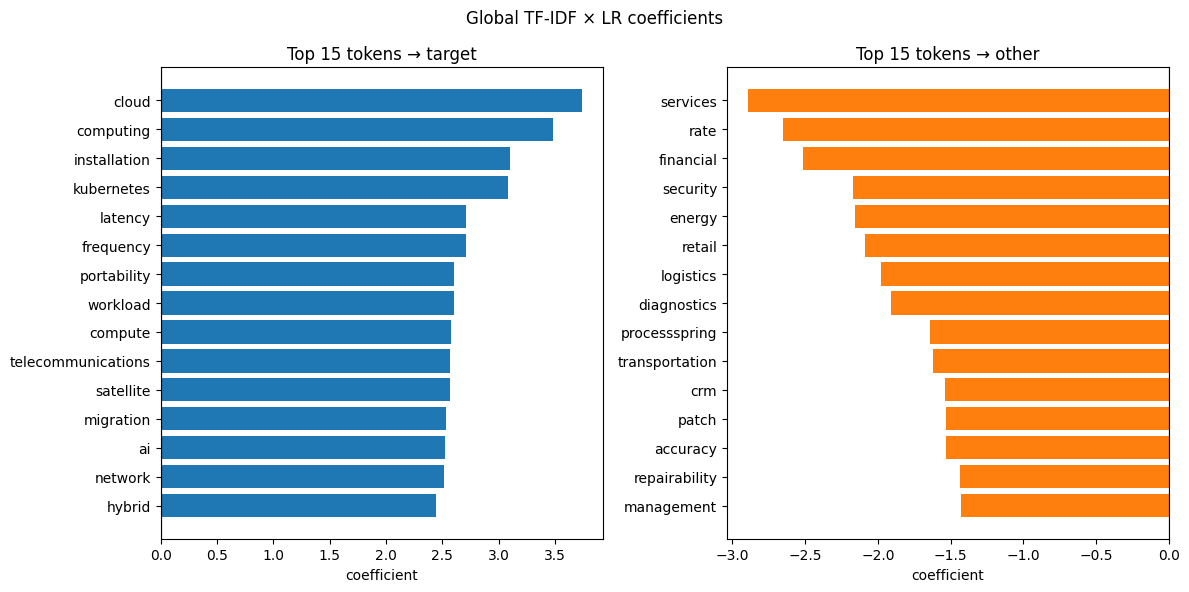 Global TF-IDF × LR coefficients
Top 15 tokens → target
cloud
computing
installation
kubernetes
latency
frequency
portability
workload
compute
telecommunications
satellite
migration
ai
network
hybrid
0.0 0.5 1.0 1.5 2.0 2.5 3.0 3.5
coefficient
Top 15 tokens → other
services
rate
financial
security
energy
retail
logistics
diagnostics
processspring
transportation
crm
patch
accuracy
repairability
management
−3.0 −2.5 −2.0 −1.5 −1.0 −0.5 0.0
coefficient